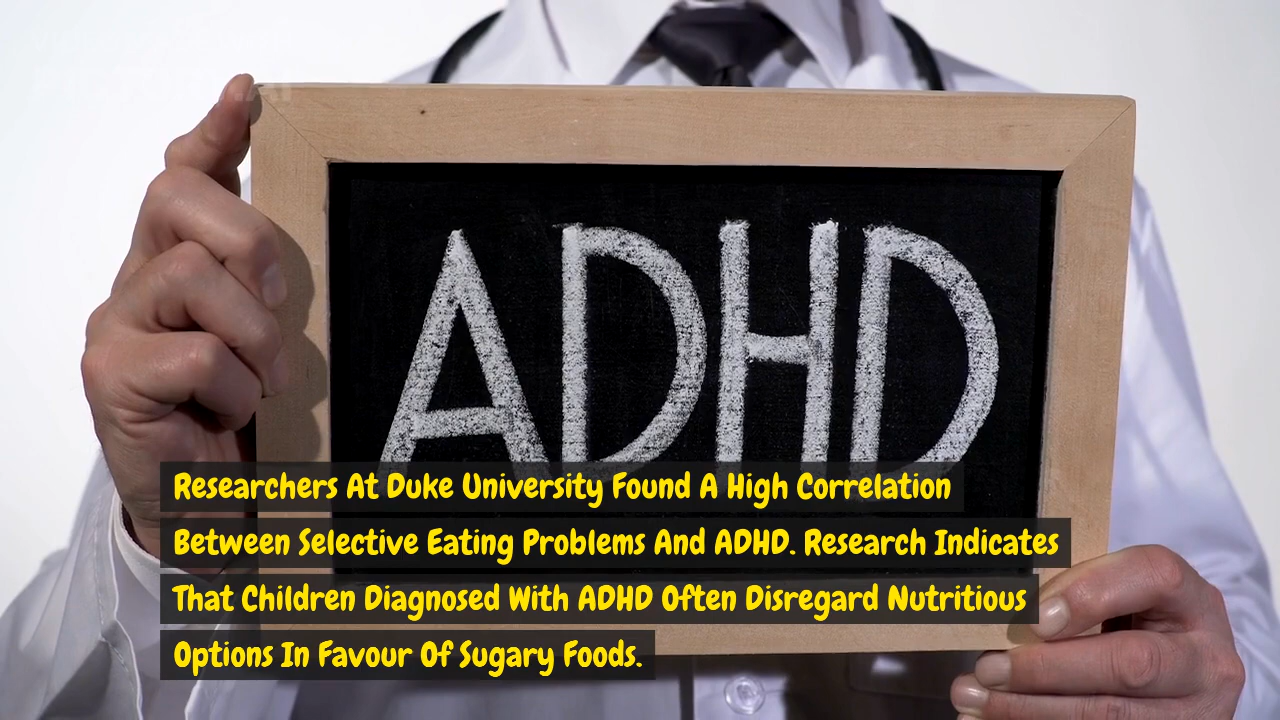 ADHD
Researchers At Duke University Found A High Correlation
Between Selective Eating Problems And ADHD. Research Indicates
That Children Diagnosed With ADHD Often Disregard Nutritious
Options In Favour Of Sugary Foods.